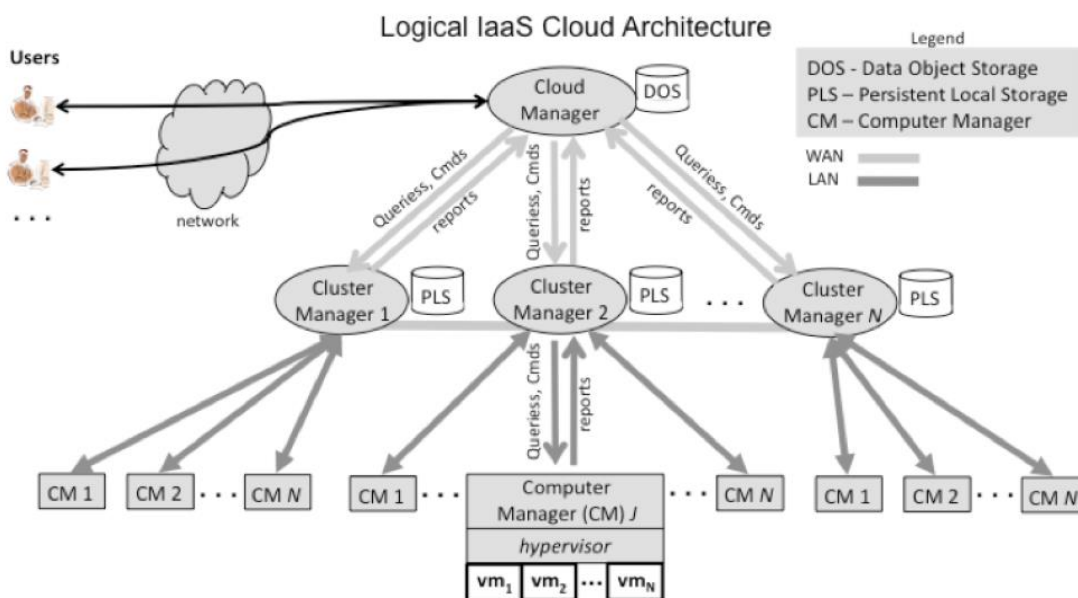 Logical IaaS Cloud Architecture
Users
. . .
network
Cloud
Manager
DOS
Legend
DOS - Data Object Storage
PLS – Persistent Local Storage
CM – Computer Manager
WAN
LAN
Queriess, Cmds
reports
Queriess, Cmds
reports
Queriess, Cmds
reports
Cluster
Manager 1
PLS
Cluster
Manager 2
PLS
. . .
Cluster
Manager N
PLS
Queriess, Cmds
reports
CM 1
CM 2
. . .
CM N
CM 1
. . .
Computer
Manager (CM) J
hypervisor
vm1
vm2
...
vmN
. . .
CM N
CM 1
CM 2
. . .
CM N